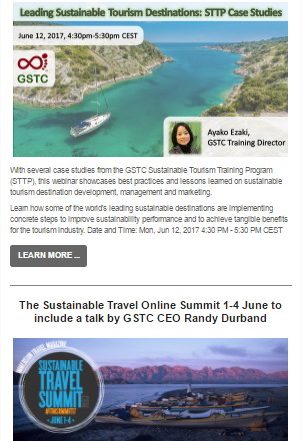 Leading Sustainable Tourism Destinations: STTP Case Studies
June 12, 2017, 4:30pm-5:30pm CEST
GSTC
Ayako Ezaki,
GSTC Training Director
With several case studies from the GSTC Sustainable Tourism Training Program
(STTP), this webinar showcases best practices and lessons learned on sustainable
tourism destination development, management and marketing.
Learn how some of the world's leading sustainable destinations are implementing
concrete steps to improve sustainability performance and to achieve tangible benefits
for the tourism industry. Date and Time: Mon, Jun 12, 2017 4:30 PM - 5:30 PM CEST
LEARN MORE ...
The Sustainable Travel Online Summit 1-4 June to
include a talk by GSTC CEO Randy Durband
TRAVEL MAGAZINE
SUSTAINABLE
TRAVEL
SUMMIT
JUNE 1-4